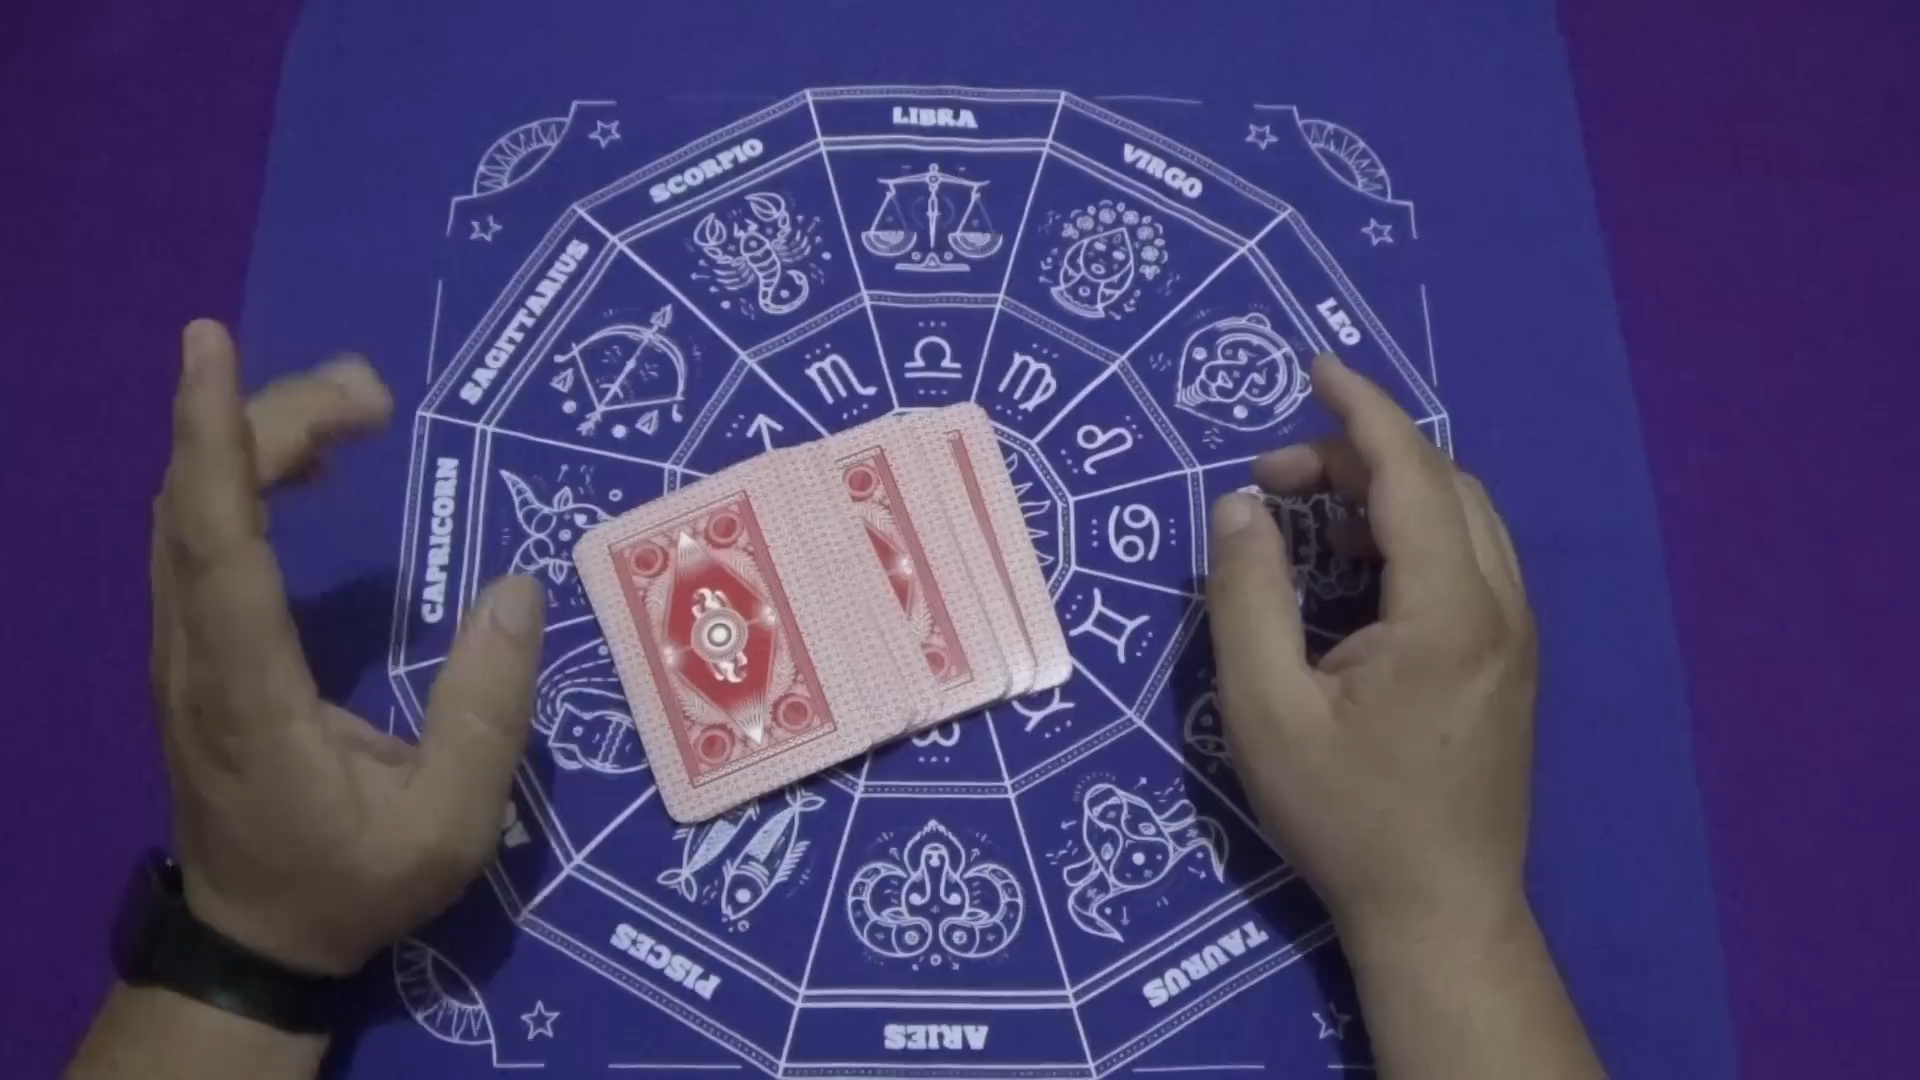 LIBRA
SCORPIO
VIRGO
SAGITTARIUS
LEO
CAPRICORN
PISCES
TAURUS
ARIES